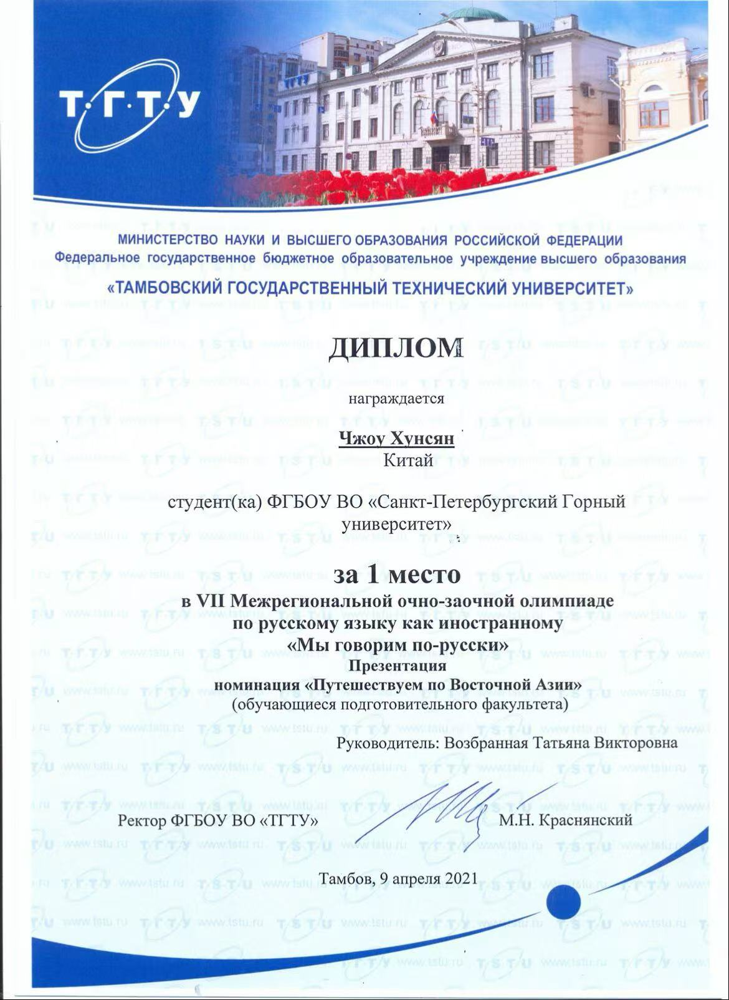 Т·Г·Т·У
ТГТУ
МИНИСТЕРСТВО НАУКИ И ВЫСШЕГО ОБРАЗОВАНИЯ РОССИЙСКОЙ ФЕДЕРАЦИИ
Федеральное государственное бюджетное образовательное учреждение высшего образования
«ТАМБОВСКИЙ ГОСУДАРСТВЕННЫЙ ТЕХНИЧЕСКИЙ УНИВЕРСИТЕТ»
ДИПЛОМ
награждается
Чжоу Хунсян
Китай
студент(ка) ФГБОУ ВО «Санкт-Петербургский Горный
университет»
за 1 место
в VII Межрегиональной очно-заочной олимпиаде
по русскому языку как иностранному
«Мы говорим по-русски»
Презентация
номинация «Путешествуем по Восточной Азии»
(обучающиеся подготовительного факультета)
Руководитель: Возбранная Татьяна Викторовна
Ректор ФГБОУ ВО «ТГТУ» М.Н. Краснянский
Тамбов, 9 апреля 2021